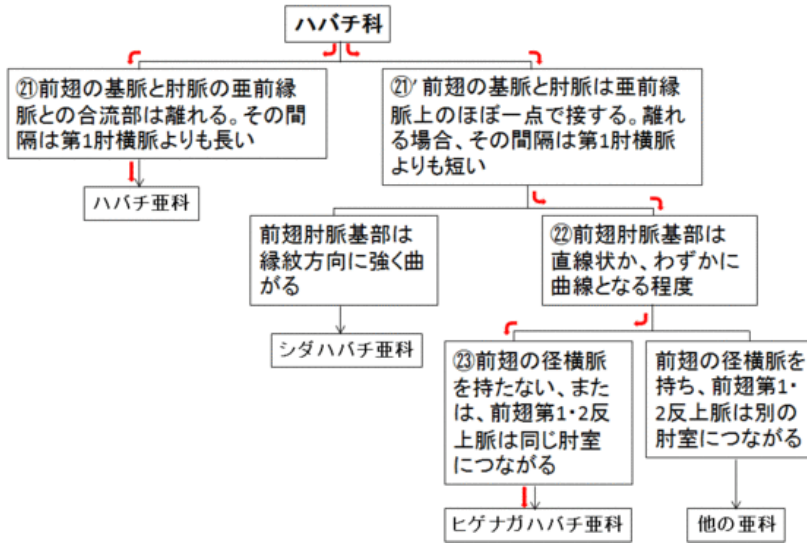 ハバチ科
㉑前翅の基脈と肘脈の亜前縁
脈との合流部は離れる。その間
隔は第1肘横脈よりも長い
㉑’前翅の基脈と肘脈は亜前縁
脈上のほぼ一点で接する。離れ
る場合、その間隔は第1肘横脈
よりも短い
ハバチ亜科
前翅肘脈基部は
縁紋方向に強く曲
がる
㉒前翅肘脈基部は
直線状か、わずかに
曲線となる程度
シダハバチ亜科
㉓前翅の径横脈
を持たない、また
は、前翅第1・2反
上脈は同じ肘室
につながる
前翅の径横脈を
持ち、前翅第1・
2反上脈は別の
肘室につながる
ヒゲナガハバチ亜科
他の亜科